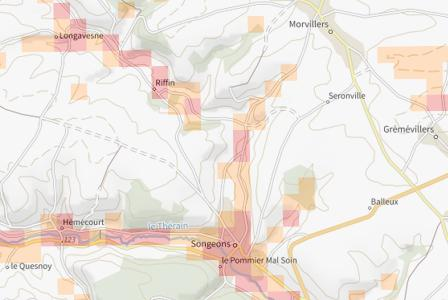 Morvillers
Longavesne
Riffin
Seronville
Grémévillers
Balleux
Hémécourt
le Thérain
123
Songeons
le Pommier Mal Soin
le Quesnoy